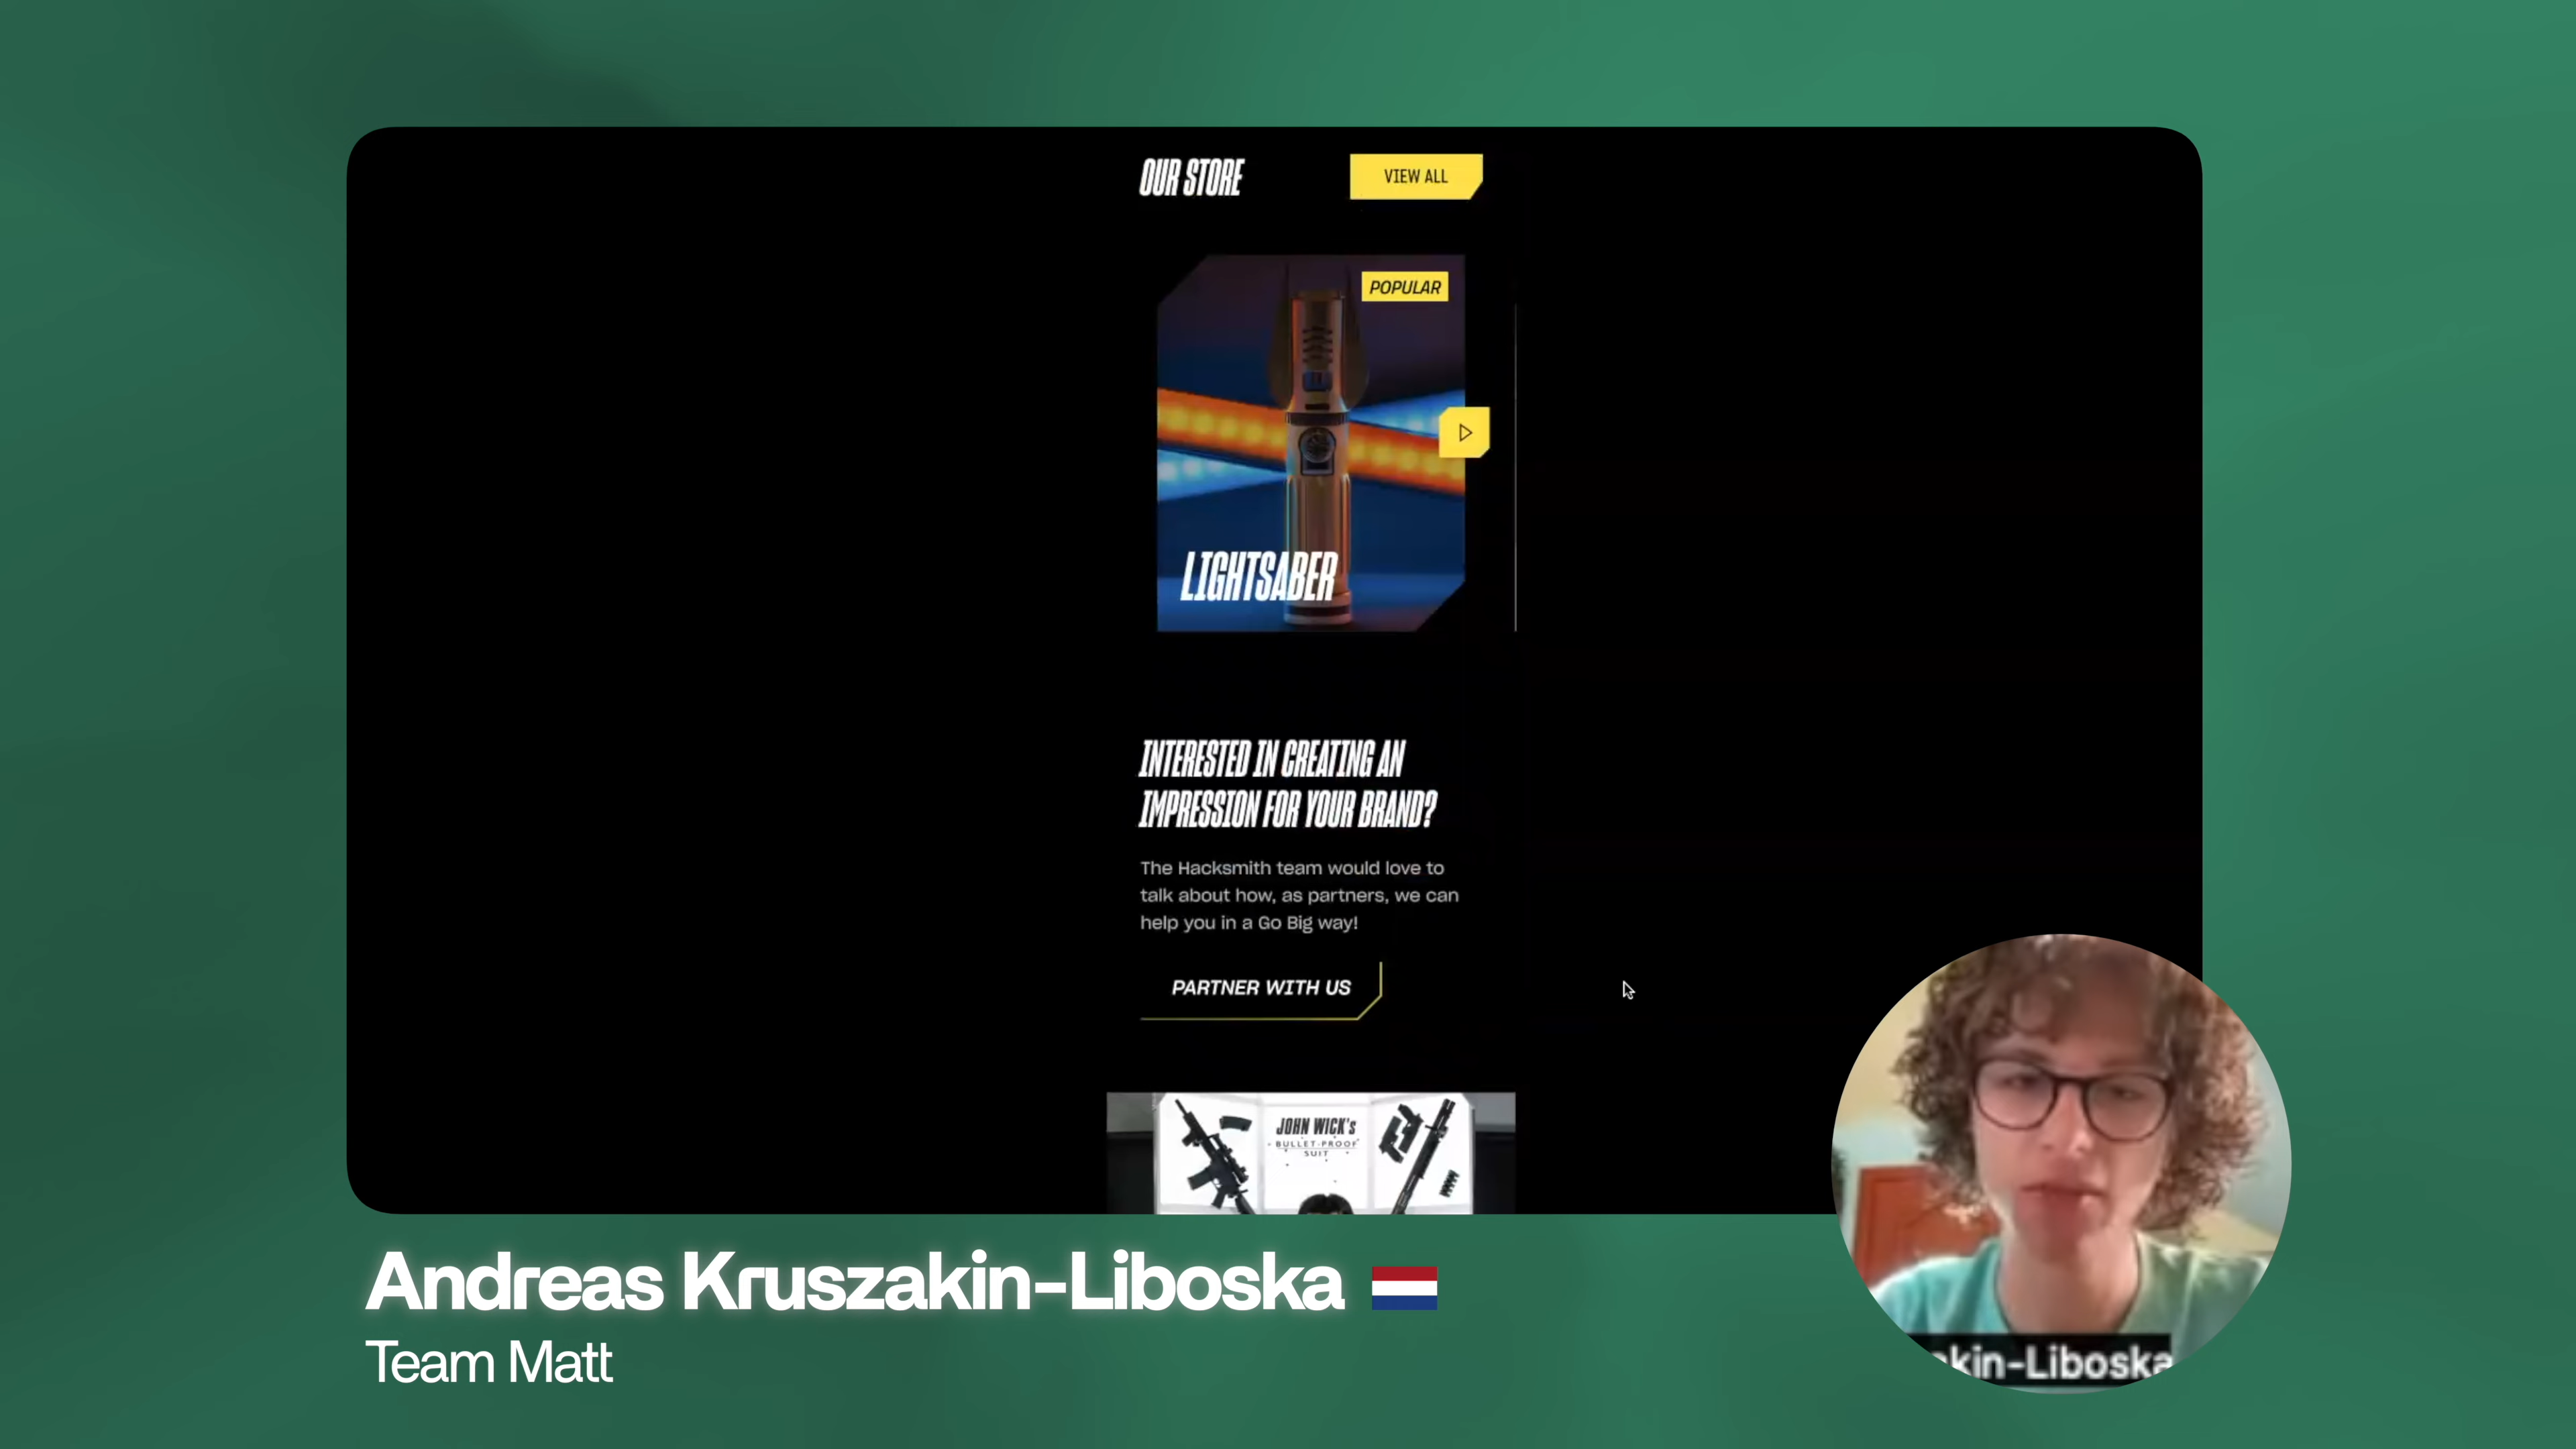 OUR STORE
VIEW ALL
POPULAR
LIGHTSABER
INTERESTED IN CREATING AN
IMPRESSION FOR YOUR BRAND?
The Hacksmith team would love to
talk about how, as partners, we can
help you in a Go Big way!
PARTNER WITH US
JOHN WICK's
BULLET-PROOF
SUIT
Andreas Kruszakin-Liboska
Team Matt
akin-Liboska